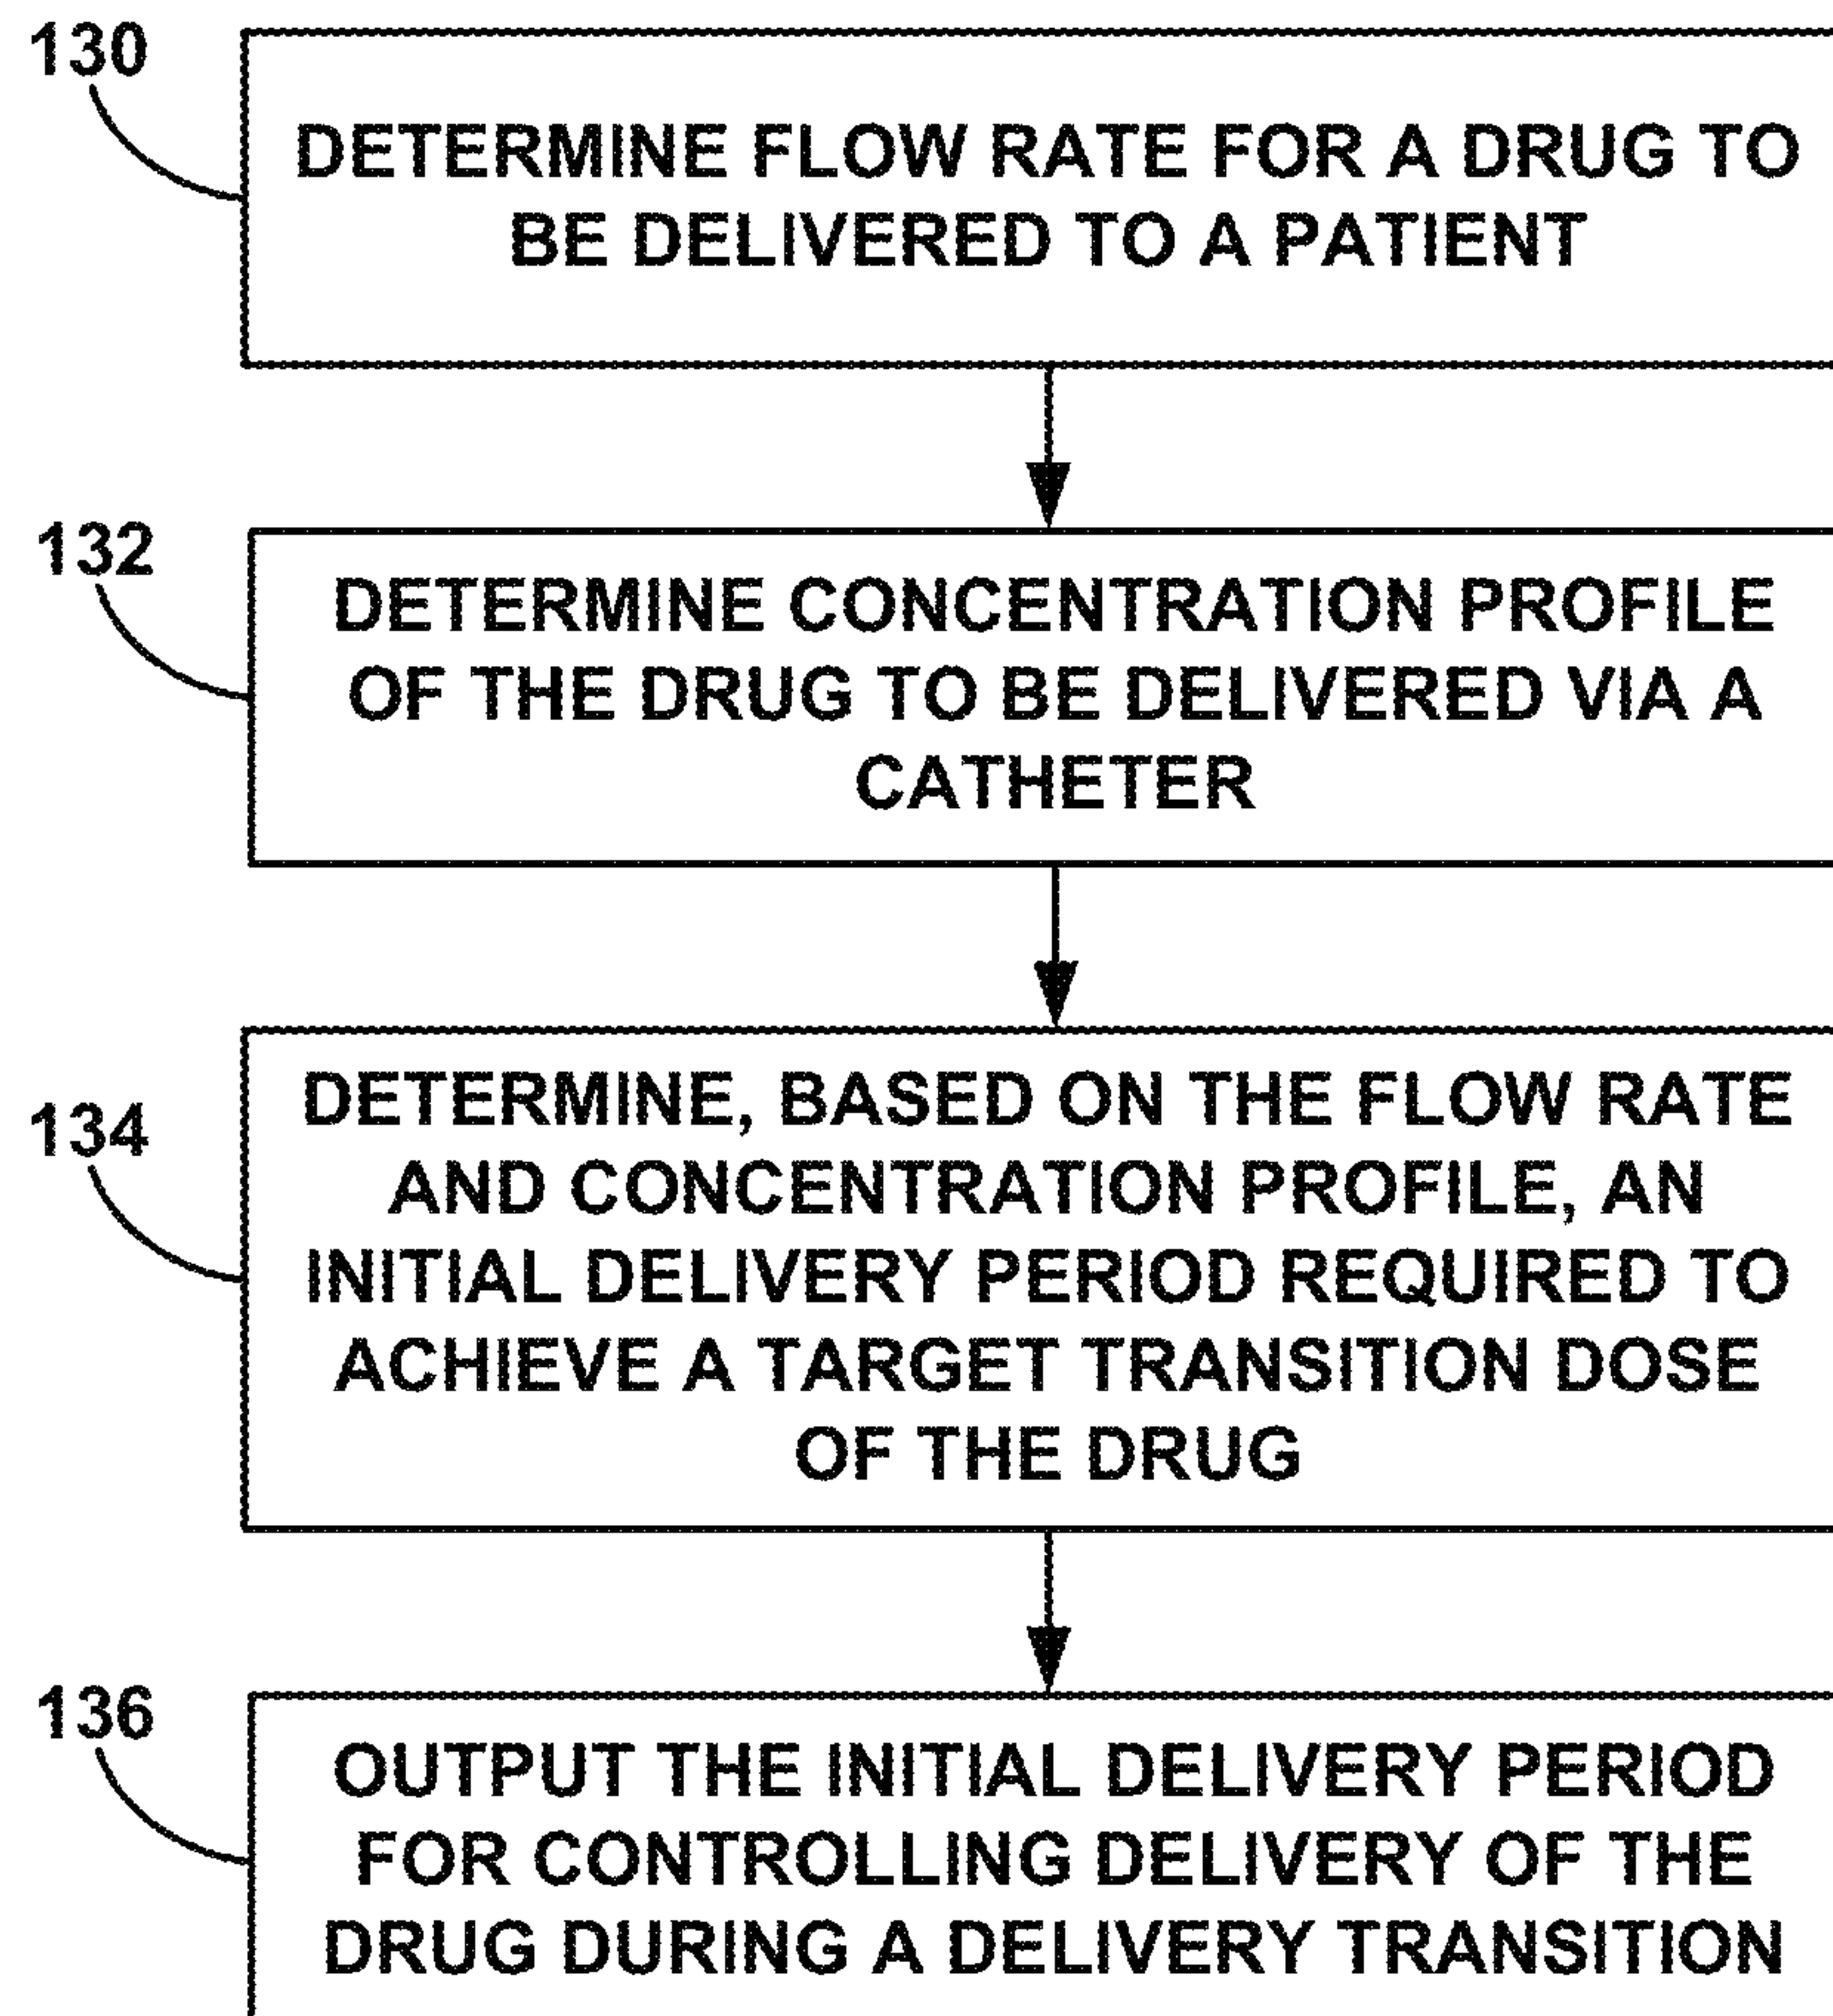 130
DETERMINE FLOW RATE FOR A DRUG TO
BE DELIVERED TO A PATIENT
132
DETERMINE CONCENTRATION PROFILE
OF THE DRUG TO BE DELIVERED VIA A
CATHETER
134
DETERMINE, BASED ON THE FLOW RATE
AND CONCENTRATION PROFILE, AN
INITIAL DELIVERY PERIOD REQUIRED TO
ACHIEVE A TARGET TRANSITION DOSE
OF THE DRUG
136
OUTPUT THE INITIAL DELIVERY PERIOD
FOR CONTROLLING DELIVERY OF THE
DRUG DURING A DELIVERY TRANSITION